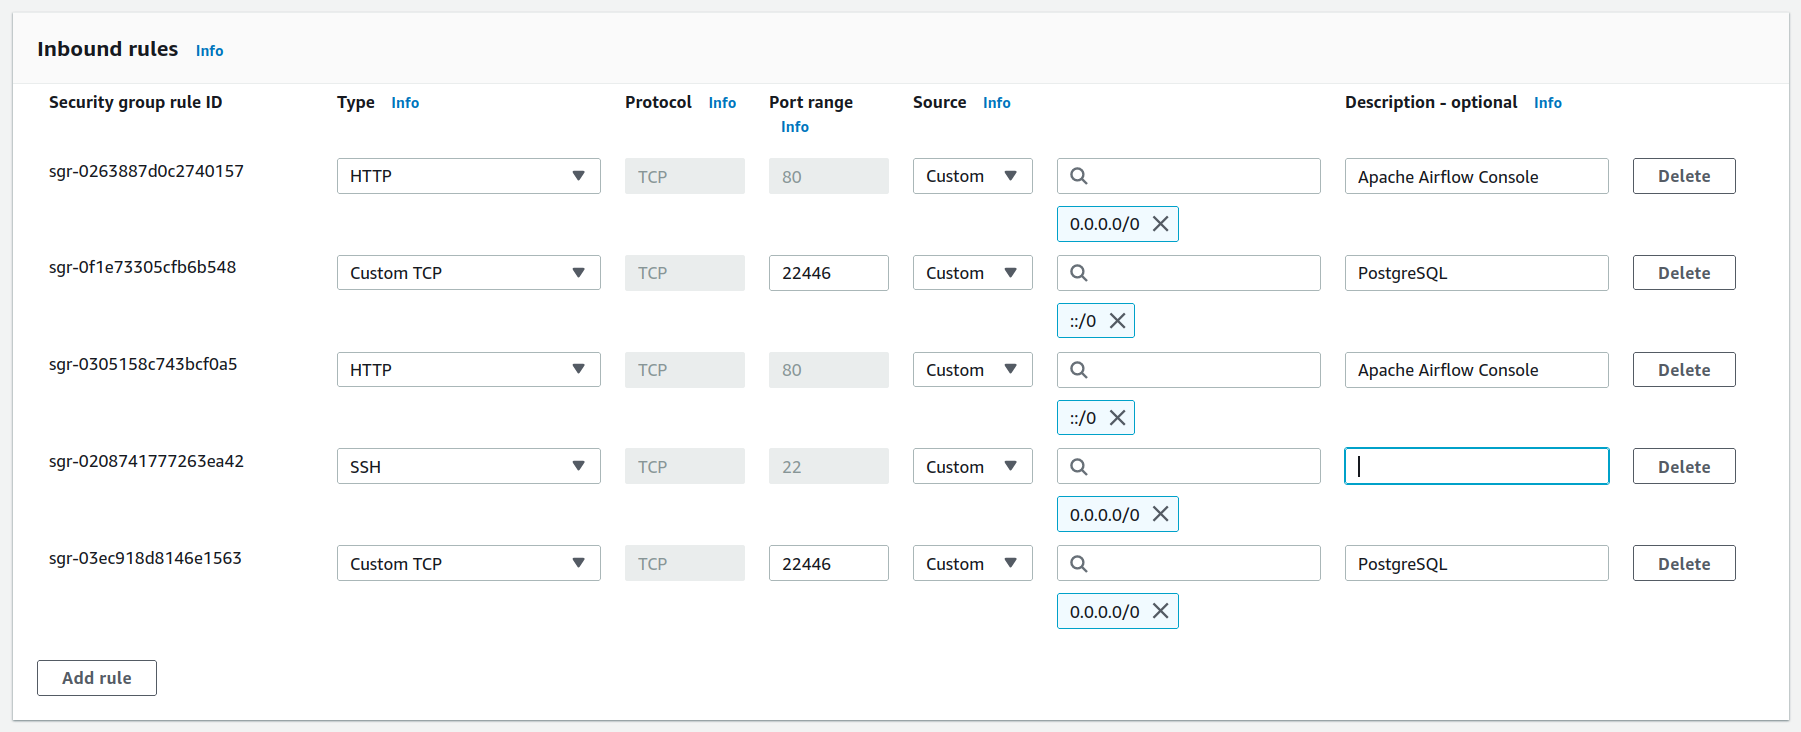 Inbound rules Info
Security group rule ID Type Info Protocol Info Port range Info Source Info Description - optional Info
sgr-0263887d0c2740157 HTTP TCP 80 Custom Apache Airflow Console Delete
0.0.0.0/0
sgr-0f1e73305cfb6b548 Custom TCP TCP 22446 Custom PostgreSQL Delete
::/0
sgr-0305158c743bcf0a5 HTTP TCP 80 Custom Apache Airflow Console Delete
::/0
sgr-0208741777263ea42 SSH TCP 22 Custom Delete
0.0.0.0/0
sgr-03ec918d8146e1563 Custom TCP TCP 22446 Custom PostgreSQL Delete
0.0.0.0/0
Add rule